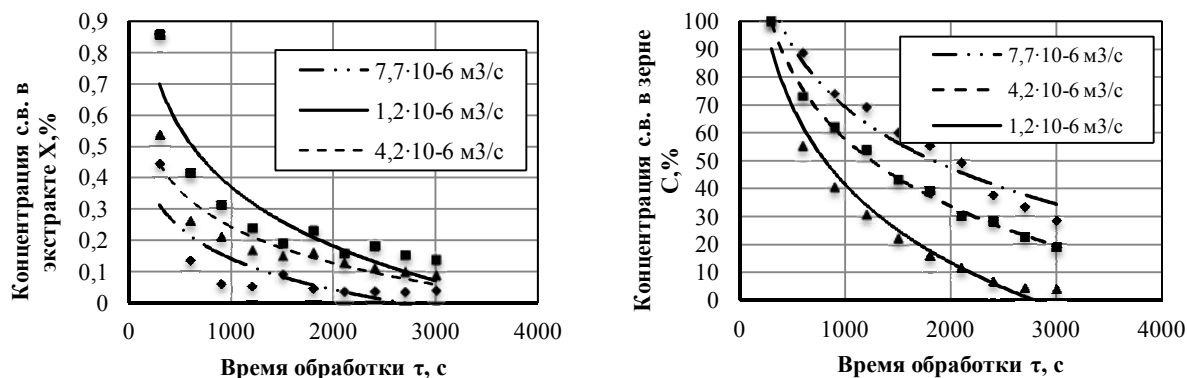 Концентрация с.в. в
экстракте X,%
0,9
0,8
0,7
0,6
0,5
0,4
0,3
0,2
0,1
0
0
1000
2000
3000
4000
7,7·10-6 м3/с
1,2·10-6 м3/с
4,2·10-6 м3/с
Время обработки τ, с
Концентрация с.в. в зерне
С,%
100
90
80
70
60
50
40
30
20
10
0
0
1000
2000
3000
4000
7,7·10-6 м3/с
4,2·10-6 м3/с
1,2·10-6 м3/с
Время обработки τ, с